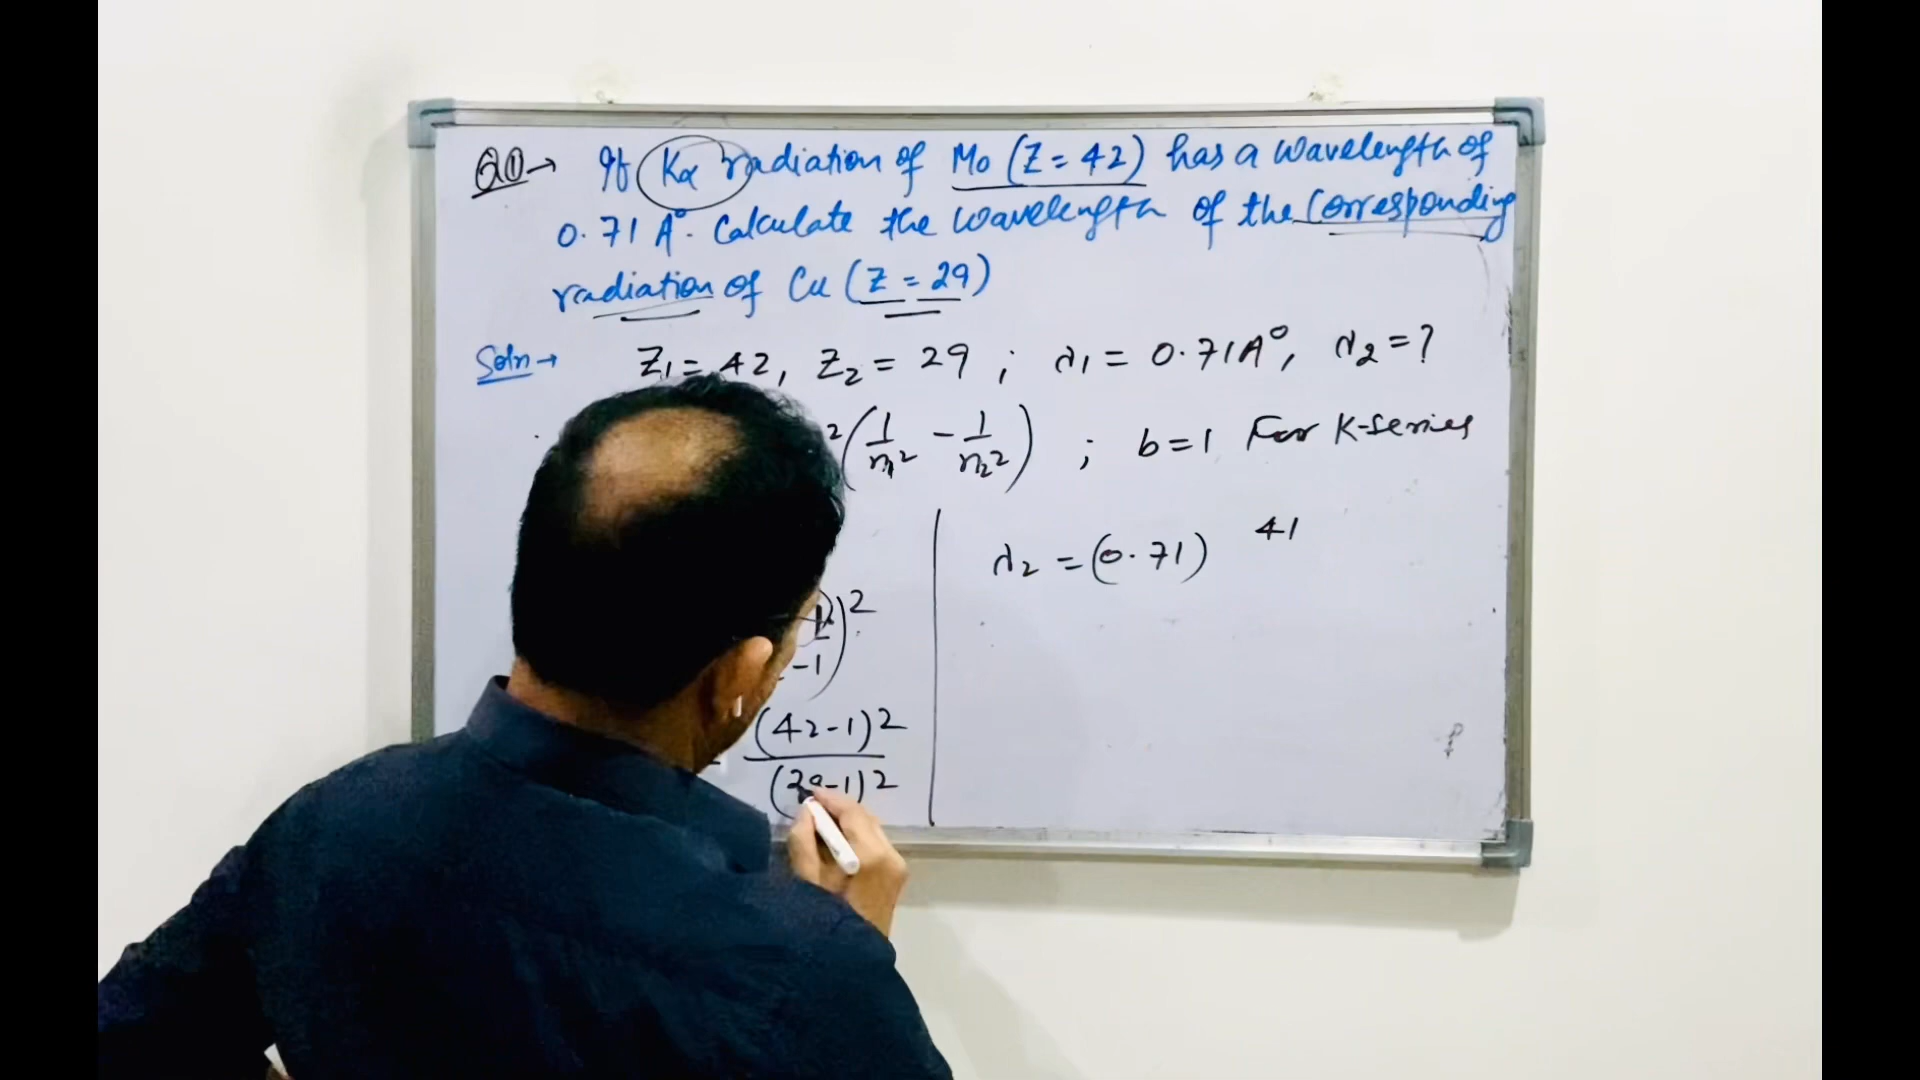 Q①→ If Kα radiation of Mo (Z = 42) has a wavelength of
0.71 A°. Calculate the wavelength of the Corresponding
radiation of Cu (Z = 29)
Soln→ Z₁ = 42, Z₂ = 29 ; λ₁ = 0.71A°, λ₂ = ?
²(1/n₁² − 1/n₂²) ; b = 1 For K-series
λ₂ = (0.71) 41
1)²
−1
(42-1)²
(29-1)²